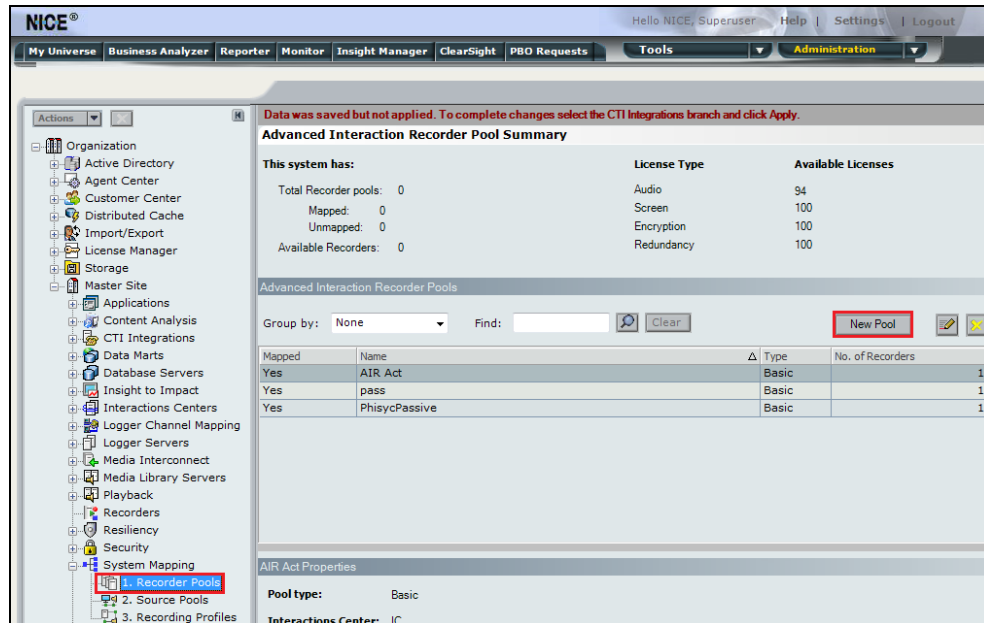 NICE®
Hello NICE, Superuser Help | Settings | Logout
My Universe Business Analyzer Reporter Monitor Insight Manager ClearSight PBO Requests Tools Administration
Actions
Organization
Active Directory
Agent Center
Customer Center
Distributed Cache
Import/Export
License Manager
Storage
Master Site
Applications
Content Analysis
CTI Integrations
Data Marts
Database Servers
Insight to Impact
Interactions Centers
Logger Channel Mapping
Logger Servers
Media Interconnect
Media Library Servers
Playback
Recorders
Resiliency
Security
System Mapping
1. Recorder Pools
2. Source Pools
3. Recording Profiles
Data was saved but not applied. To complete changes select the CTI Integrations branch and click Apply.
Advanced Interaction Recorder Pool Summary
This system has: License Type Available Licenses
Total Recorder pools: 0 Audio 94
Mapped: 0 Screen 100
Unmapped: 0 Encryption 100
Available Recorders: 0 Redundancy 100
Advanced Interaction Recorder Pools
Group by: None Find: Clear New Pool
Mapped Name Type No. of Recorders
Yes AIR Act Basic 1
Yes pass Basic 1
Yes PhisycPassive Basic 1
AIR Act Properties
Pool type: Basic
Interactions Center: IC